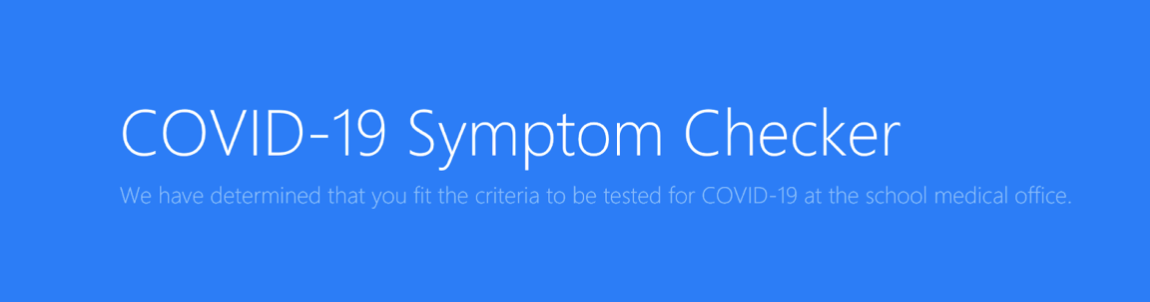 COVID-19 Symptom Checker
We have determined that you fit the criteria to be tested for COVID-19 at the school medical office.